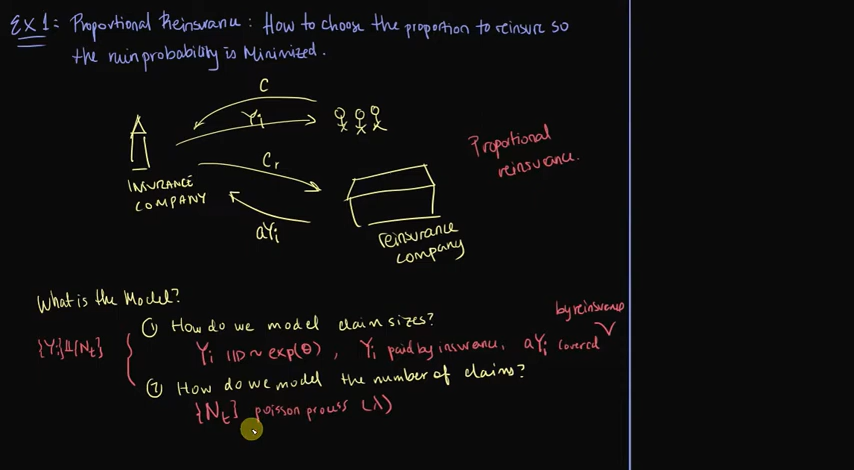 EX1: Proportional Reinsurance: How to choose the proportion to reinsure so
the ruin probability is Minimized.
C
Yi
Cr
aYi
INSURANCE
COMPANY
reinsurance
company
Proportional
reinsurance.
What is the Model?
① How do we model claim sizes?
{Yi}⫫{Nt}
Yi IID~exp(θ), Yi paid by insurance, aYi covered by reinsurance
② How do we model the number of claims?
{Nt} poisson process (λ)